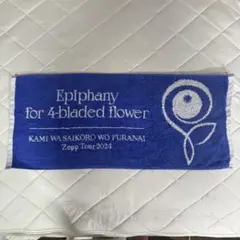 Epiphany
for 4-bladed flower
KAMI WA SAIKORO WO FURANAI
Zepp Tour 2024